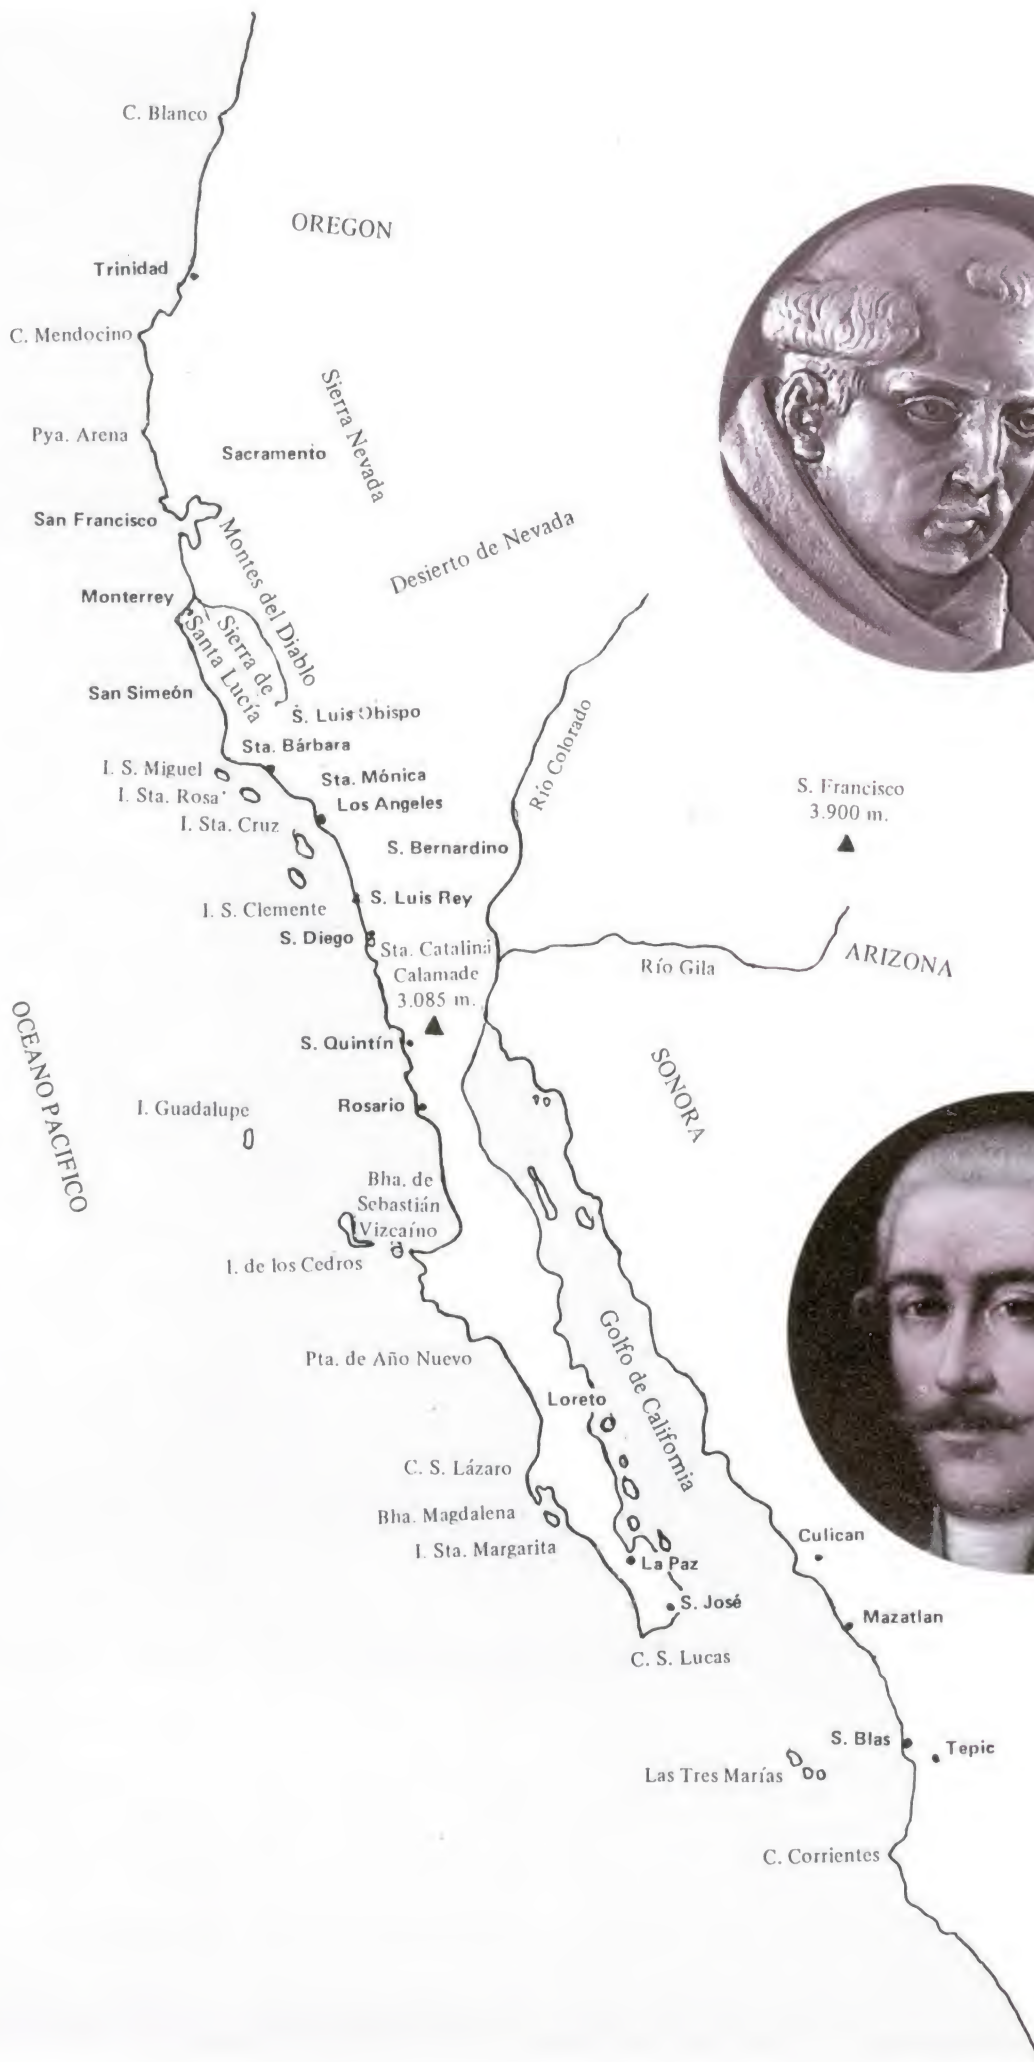 C. Blanco
OREGON
Trinidad
C. Mendocino
Sierra Nevada
Pya. Arena
Sacramento
San Francisco
Montes del Diablo
Desierto de Nevada
Monterrey
Sierra de
Santa Lucía
San Simeón
S. Luis Obispo
Río Colorado
Sta. Bárbara
I. S. Miguel
Sta. Mónica
I. Sta. Rosa
Los Angeles
S. Francisco
3.900 m.
I. Sta. Cruz
S. Bernardino
S. Luis Rey
I. S. Clemente
S. Diego
Sta. Catalina
Calamade
3.085 m.
Río Gila
ARIZONA
OCEANO PACIFICO
S. Quintín
SONORA
I. Guadalupe
Rosario
Bha. de
Sebastián
Vizcaíno
I. de los Cedros
Golfo de California
Pta. de Año Nuevo
Loreto
C. S. Lázaro
Bha. Magdalena
I. Sta. Margarita
Culican
La Paz
S. José
Mazatlan
C. S. Lucas
S. Blas
Tepic
Las Tres Marías
C. Corrientes